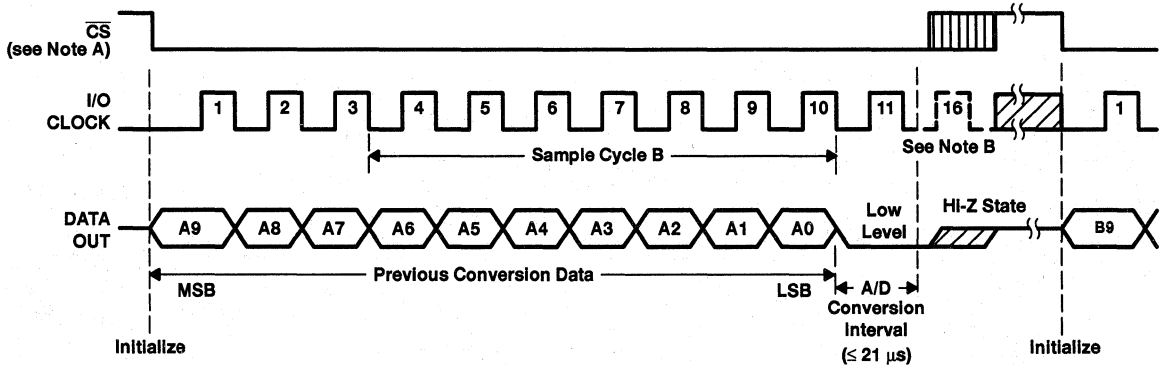 CS
(see Note A)
I/O
CLOCK
1 2 3 4 5 6 7 8 9 10 11 16 1
Sample Cycle B
See Note B
DATA
OUT
A9 A8 A7 A6 A5 A4 A3 A2 A1 A0
Low
Level
Hi-Z State
B9
Previous Conversion Data
MSB
LSB
A/D
Conversion
Interval
(≤ 21 μs)
Initialize
Initialize